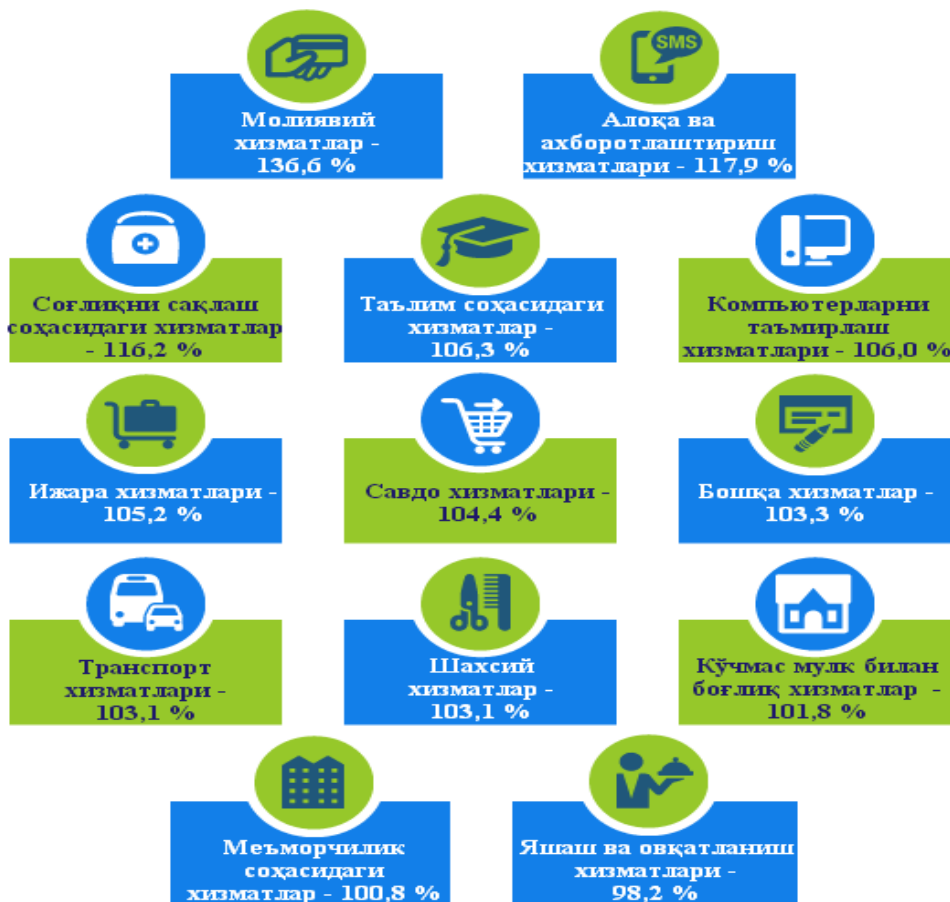 SMS
Молиявий
хизматлар -
136,6 %
Алоқа ва
ахборотлаштириш
хизматлари - 117,9 %
Соғлиқни сақлаш
соҳасидаги хизматлар
- 116,2 %
Таълим соҳасидаги
хизматлар -
106,3 %
Компьютерларни
таъмирлаш
хизматлари - 106,0 %
Ижара хизматлари -
105,2 %
Савдо хизматлари -
104,4 %
Бошқа хизматлар -
103,3 %
Транспорт
хизматлари -
103,1 %
Шахсий
хизматлар -
103,1 %
Кўчмас мулк билан
боғлиқ хизматлар -
101,8 %
Меъморчилик
соҳасидаги
хизматлар - 100,8 %
Яшаш ва овқатланиш
хизматлари -
98,2 %